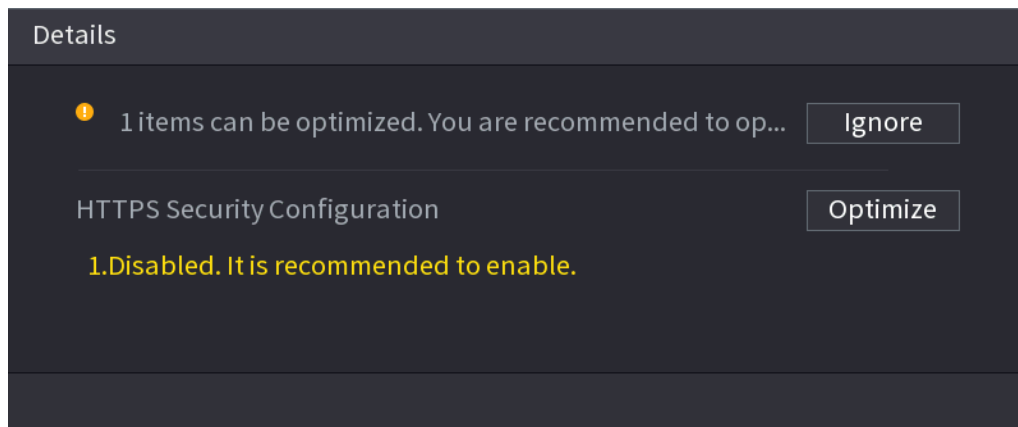 Details
1 items can be optimized. You are recommended to op...
Ignore
HTTPS Security Configuration
Optimize
1.Disabled. It is recommended to enable.